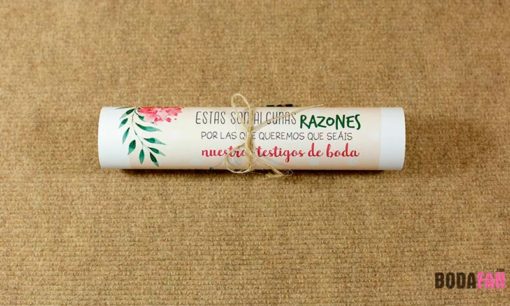 ESTAS SON ALGUNAS RAZONES
POR LAS QUE QUEREMOS QUE SEÁIS
nuestros testigos de boda
BODAFAN